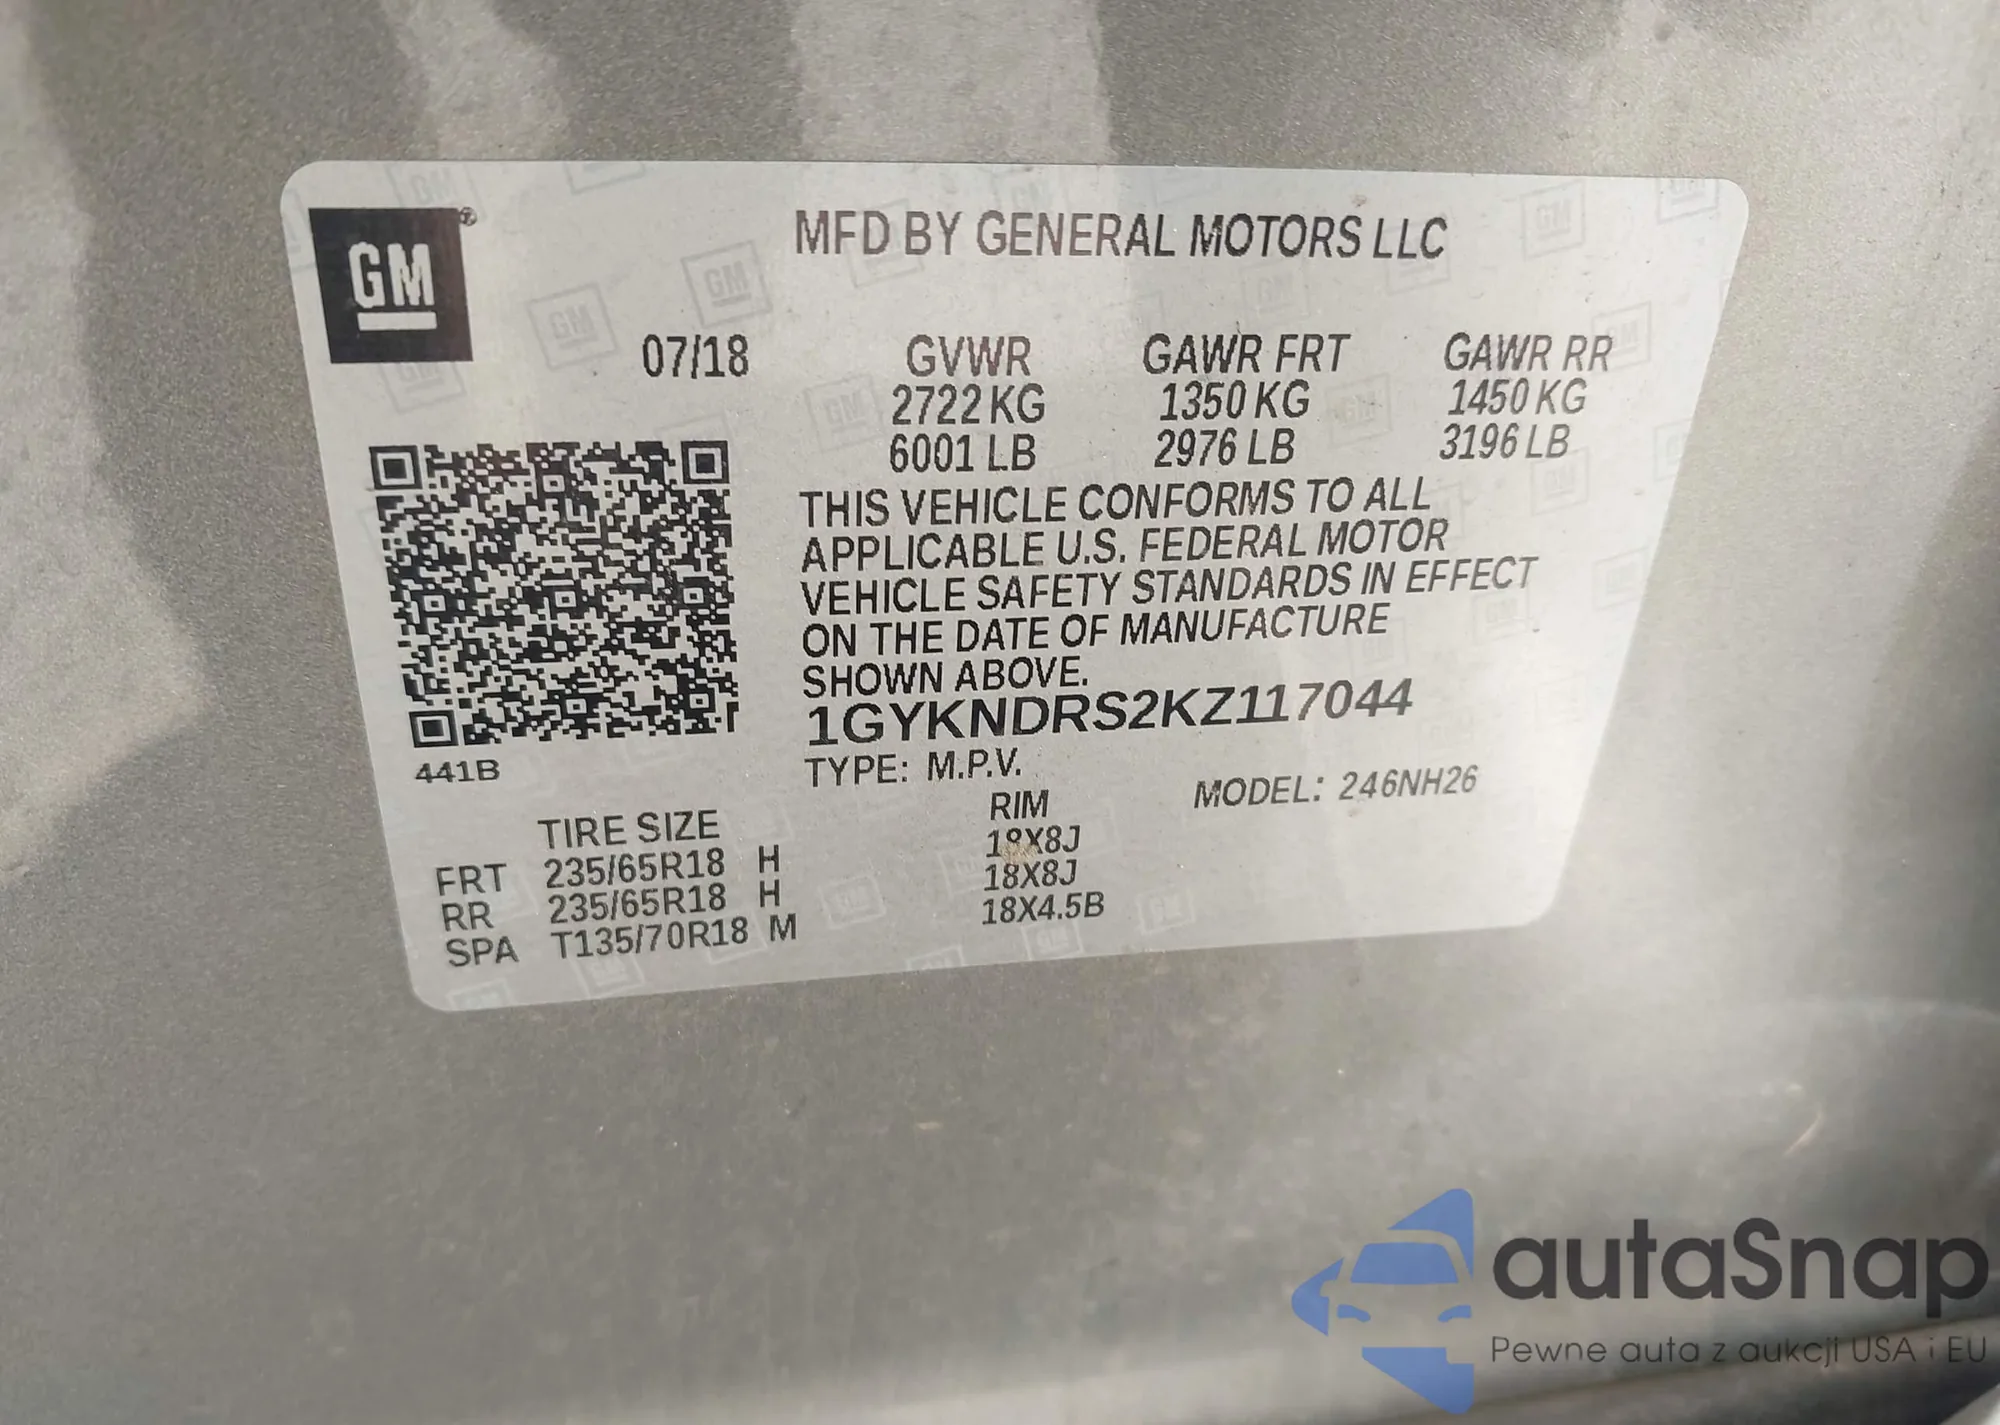 GM
MFD BY GENERAL MOTORS LLC
07/18 GVWR GAWR FRT GAWR RR
2722 KG 1350 KG 1450 KG
6001 LB 2976 LB 3196 LB
THIS VEHICLE CONFORMS TO ALL
APPLICABLE U.S. FEDERAL MOTOR
VEHICLE SAFETY STANDARDS IN EFFECT
ON THE DATE OF MANUFACTURE
SHOWN ABOVE.
1GYKNDRS2KZ117044
441B
TYPE: M.P.V. MODEL: 246NH26
TIRE SIZE RIM
FRT 235/65R18 H 18X8J
RR 235/65R18 H 18X8J
SPA T135/70R18 M 18X4.5B
autaSnap
Pewne auta z aukcji USA i EU